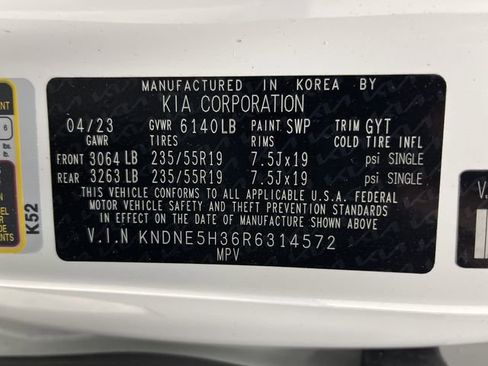 MANUFACTURED IN KOREA BY
KIA CORPORATION
04/23 GVWR 6140LB PAINT SWP TRIM GYT
GAWR TIRES RIMS COLD TIRE INFL
FRONT 3064 LB 235/55R19 7.5Jx19 psi SINGLE
REAR 3263 LB 235/55R19 7.5Jx19 psi SINGLE
THIS VEHICLE CONFORMS TO ALL APPLICABLE U.S.A. FEDERAL
MOTOR VEHICLE SAFETY AND THEFT PREVENTION STANDARDS
IN EFFECT ON THE DATE OF MANUFACTURE SHOWN ABOVE
V.I.N KNDNE5H36R6314572
MPV
K52
6